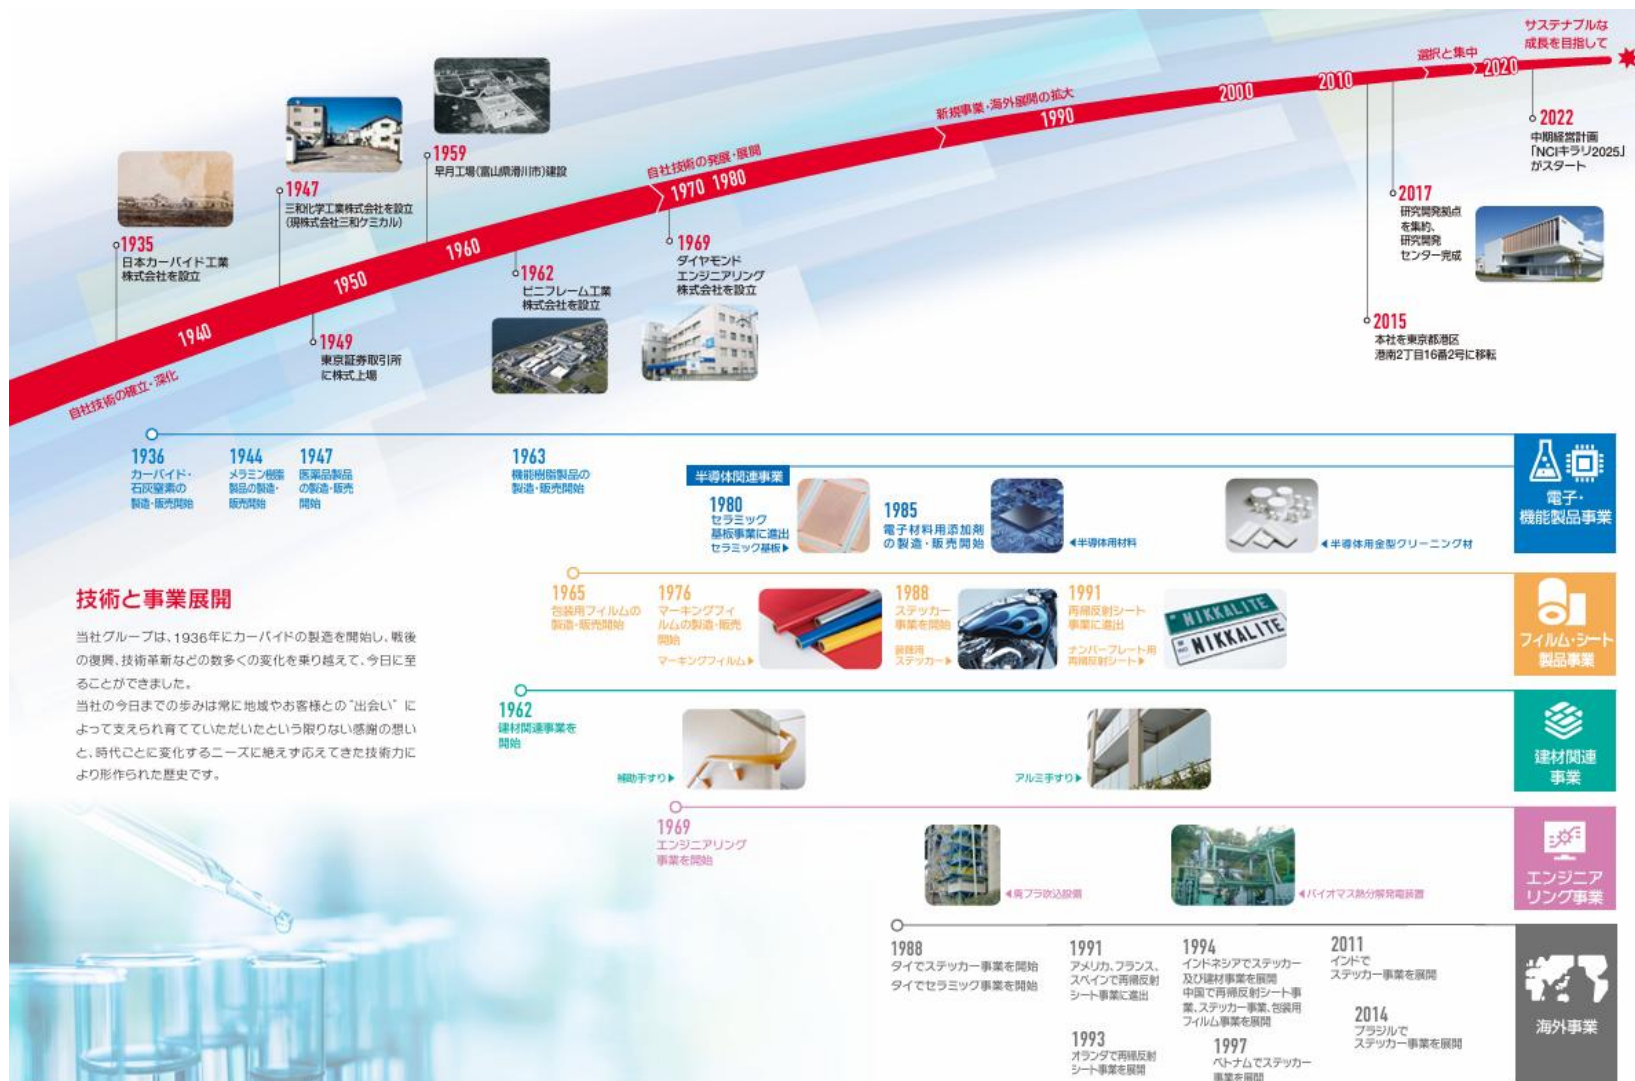 サステナブルな
成長を目指して
選択と集中
2020
2010
2000
新規事業・海外展開の拡大
1990
自社技術の発展・展開
1970 1980
1960
1950
1940
自社技術の確立・深化
1935
日本カーバイド工業
株式会社を設立
1947
三和化学工業株式会社を設立
(現株式会社三和ケミカル)
1959
早月工場(富山県滑川市)建設
1949
東京証券取引所
に株式上場
1962
ビニフレーム工業
株式会社を設立
1969
ダイヤモンド
エンジニアリング
株式会社を設立
2015
本社を東京都港区
港南2丁目16番2号に移転
2017
研究開発拠点
を集約、
研究開発
センター完成
2022
中期経営計画
「NCIキラリ2025」
がスタート
1936
カーバイド・
石灰窒素の
製造・販売開始
1944
メラミン樹脂
製品の製造・
販売開始
1947
医薬品製品
の製造・販売
開始
1963
機能樹脂製品の
製造・販売開始
半導体関連事業
1980
セラミック
基板事業に進出
セラミック基板▶
1985
電子材料用添加剤
の製造・販売開始
◀半導体用材料
◀半導体用金型クリーニング材
電子・
機能製品事業
技術と事業展開
当社グループは、1936年にカーバイドの製造を開始し、戦後
の復興、技術革新などの数多くの変化を乗り越えて、今日に至
ることができました。
当社の今日までの歩みは常に地域やお客様との“出会い”に
よって支えられ育てていただいたという限りない感謝の想い
と、時代ごとに変化するニーズに絶えず応えてきた技術力に
より形作られた歴史です。
1965
包装用フィルムの
製造・販売開始
1976
マーキングフィ
ルムの製造・販売
開始
マーキングフィルム▶
1988
ステッカー
事業を開始
装飾用
ステッカー▶
1991
再帰反射シート
事業に進出
ナンバープレート用
再帰反射シート▶
NIKKALITE
NIKKALITE
フィルム・シート
製品事業
1962
建材関連事業を
開始
補助手すり▶
アルミ手すり▶
建材関連
事業
1969
エンジニアリング
事業を開始
◀廃プラ吹込設備
◀バイオマス熱分解発電装置
エンジニア
リング事業
1988
タイでステッカー事業を開始
タイでセラミック事業を開始
1991
アメリカ、フランス、
スペインで再帰反射
シート事業に進出
1993
オランダで再帰反射
シート事業を展開
1994
インドネシアでステッカー
及び建材事業を展開
中国で再帰反射シート事
業、ステッカー事業、包装用
フィルム事業を展開
1997
ベトナムでステッカー
事業を展開
2011
インドで
ステッカー事業を展開
2014
ブラジルで
ステッカー事業を展開
海外事業